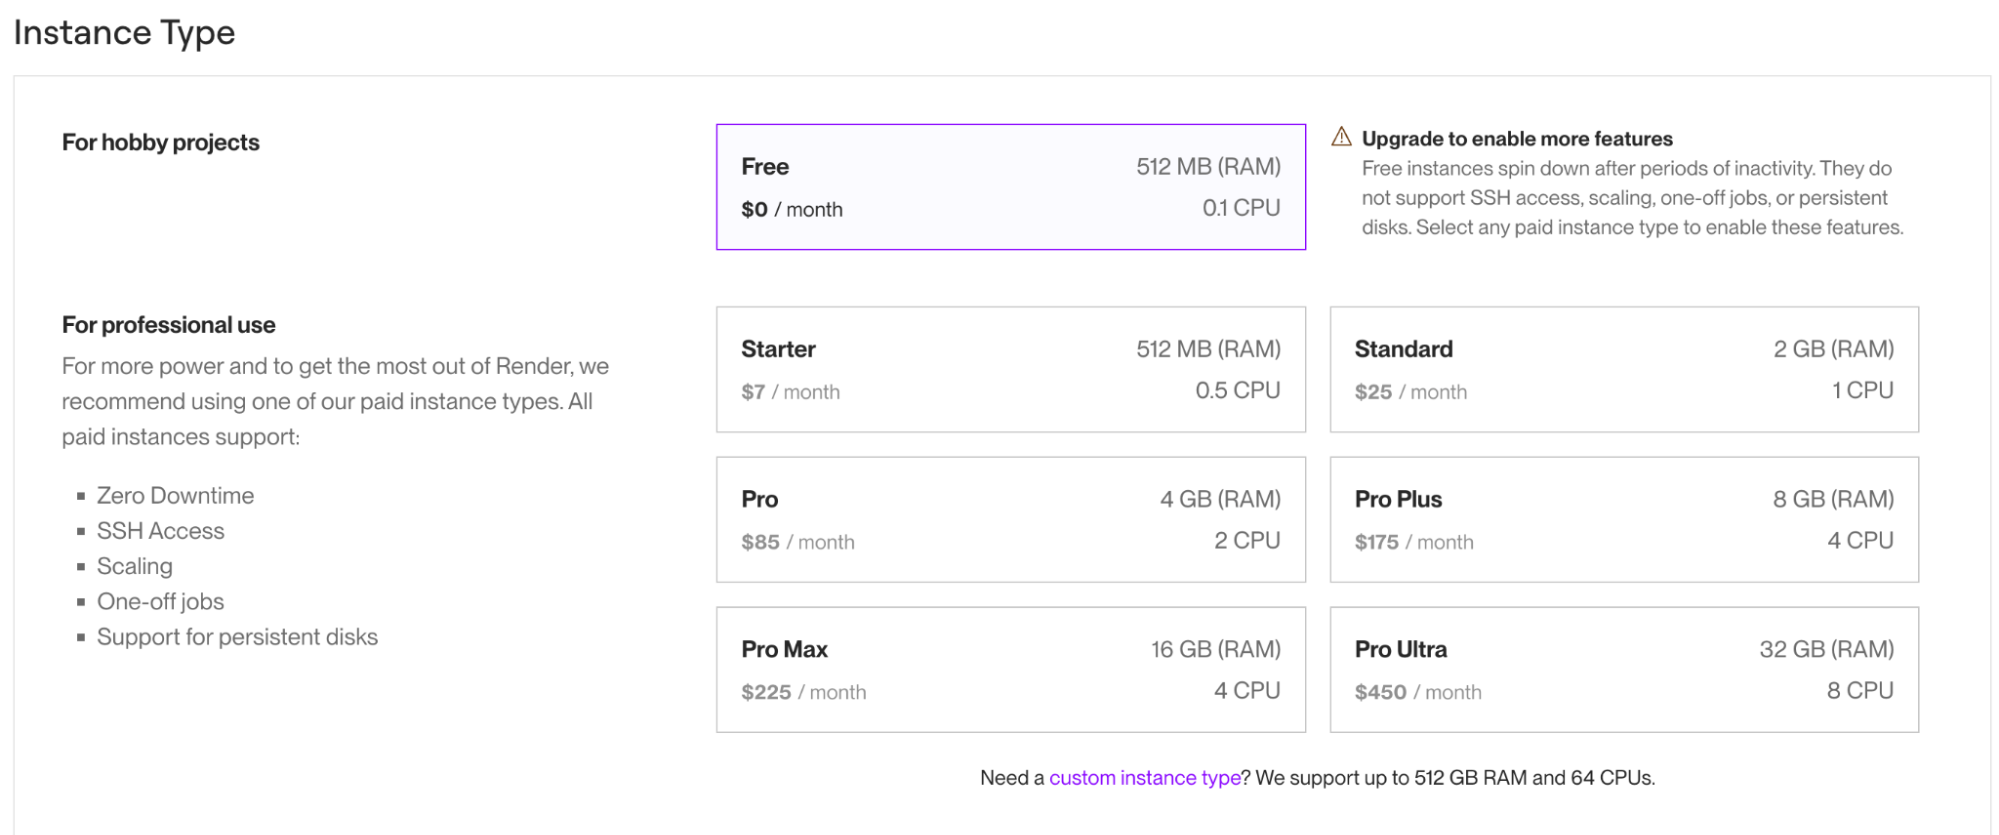 Instance Type
For hobby projects
Free
512 MB (RAM)
$0 / month
0.1 CPU
Upgrade to enable more features
Free instances spin down after periods of inactivity. They do
not support SSH access, scaling, one-off jobs, or persistent
disks. Select any paid instance type to enable these features.
For professional use
For more power and to get the most out of Render, we
recommend using one of our paid instance types. All
paid instances support:
Zero Downtime
SSH Access
Scaling
One-off jobs
Support for persistent disks
Starter
512 MB (RAM)
$7 / month
0.5 CPU
Standard
2 GB (RAM)
$25 / month
1 CPU
Pro
4 GB (RAM)
$85 / month
2 CPU
Pro Plus
8 GB (RAM)
$175 / month
4 CPU
Pro Max
16 GB (RAM)
$225 / month
4 CPU
Pro Ultra
32 GB (RAM)
$450 / month
8 CPU
Need a custom instance type? We support up to 512 GB RAM and 64 CPUs.